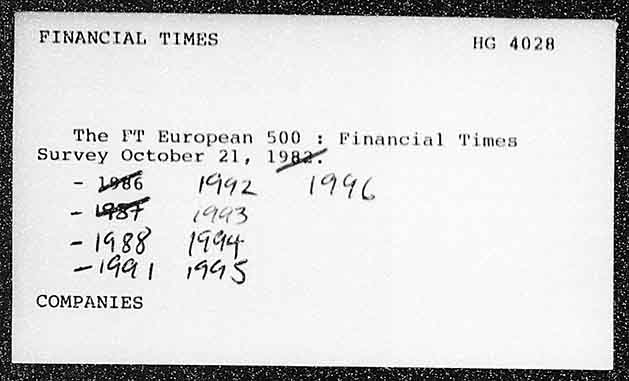 FINANCIAL TIMES HG 4028
The FT European 500 : Financial Times
Survey October 21, 1982.
- 1986 1992 1996
- 1987 1993
- 1988 1994
- 1991 1995
COMPANIES